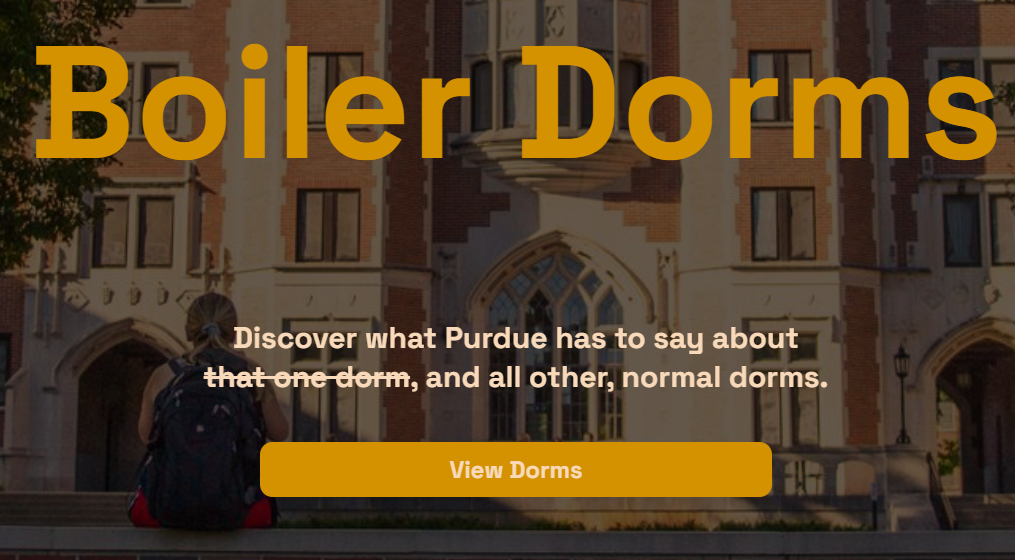 Boiler Dorms
Discover what Purdue has to say about
that one dorm, and all other, normal dorms.
View Dorms